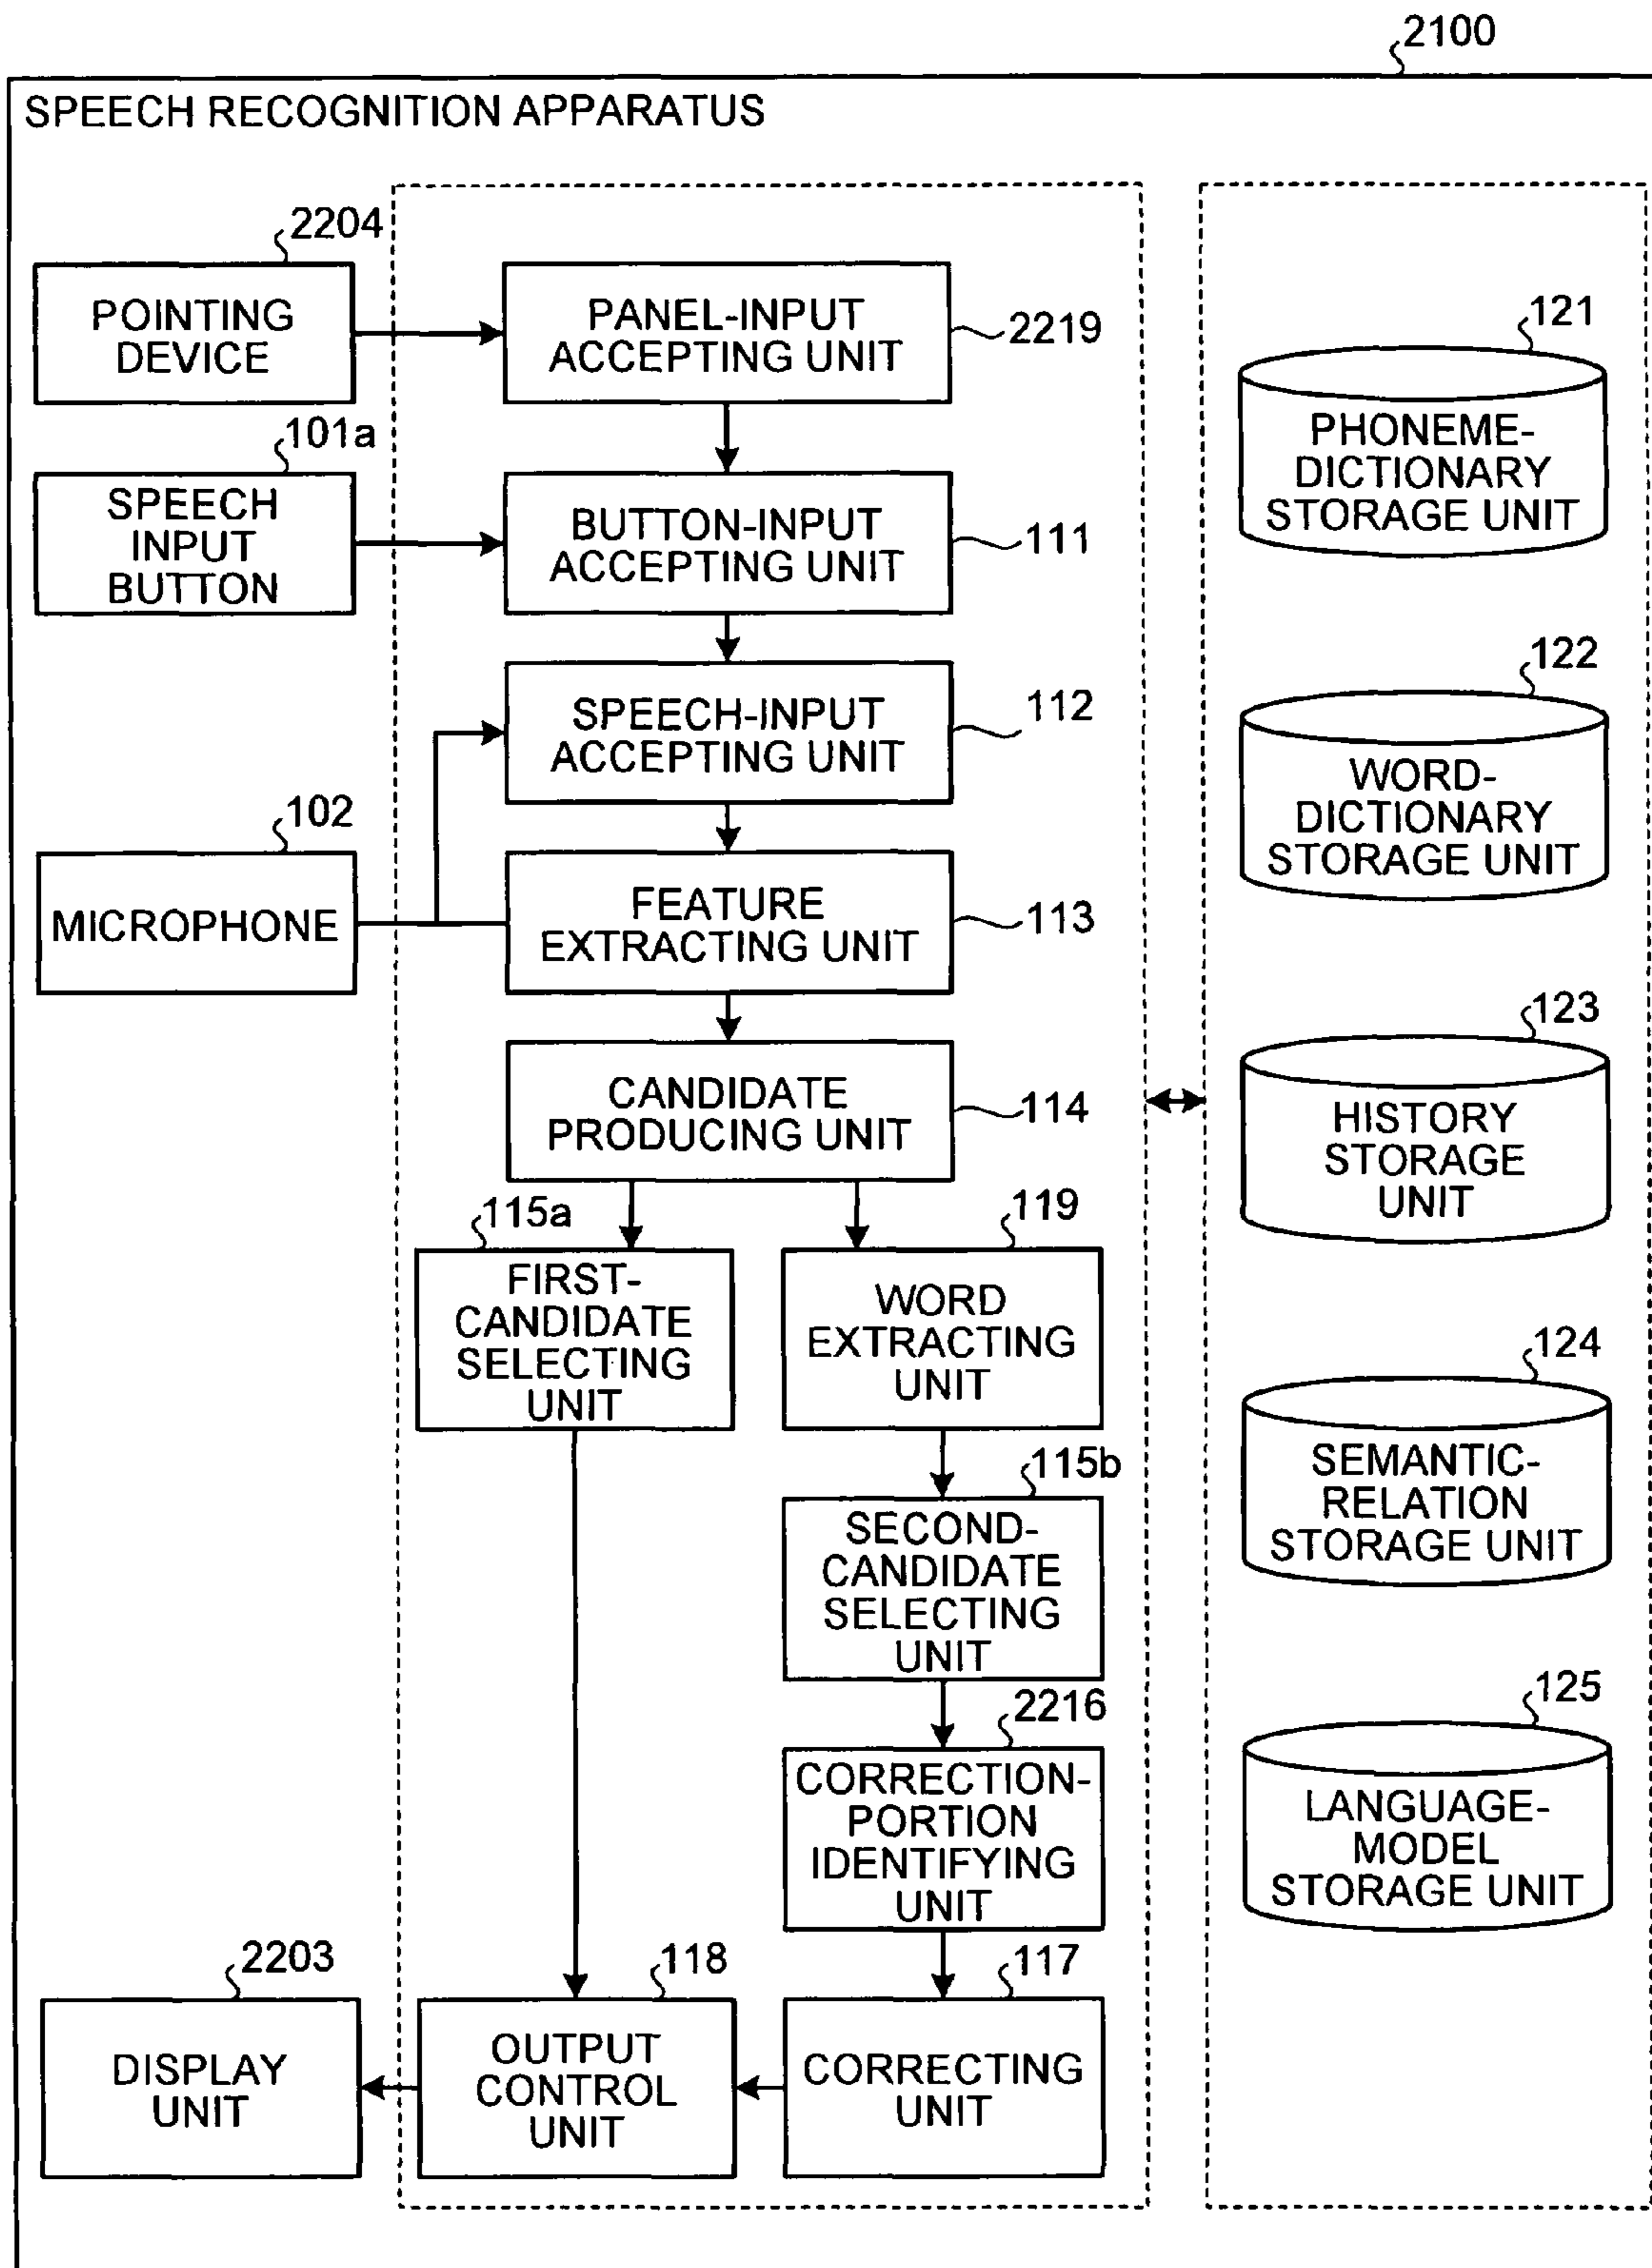 2100
SPEECH RECOGNITION APPARATUS
2204
POINTING
DEVICE
PANEL-INPUT
ACCEPTING UNIT
2219
101a
SPEECH
INPUT
BUTTON
BUTTON-INPUT
ACCEPTING UNIT
111
SPEECH-INPUT
ACCEPTING UNIT
112
102
MICROPHONE
FEATURE
EXTRACTING UNIT
113
CANDIDATE
PRODUCING UNIT
114
115a
FIRST-
CANDIDATE
SELECTING
UNIT
119
WORD
EXTRACTING
UNIT
115b
SECOND-
CANDIDATE
SELECTING
UNIT
2216
CORRECTION-
PORTION
IDENTIFYING
UNIT
2203
DISPLAY
UNIT
118
OUTPUT
CONTROL
UNIT
117
CORRECTING
UNIT
121
PHONEME-
DICTIONARY
STORAGE UNIT
122
WORD-
DICTIONARY
STORAGE UNIT
123
HISTORY
STORAGE
UNIT
124
SEMANTIC-
RELATION
STORAGE UNIT
125
LANGUAGE-
MODEL
STORAGE UNIT